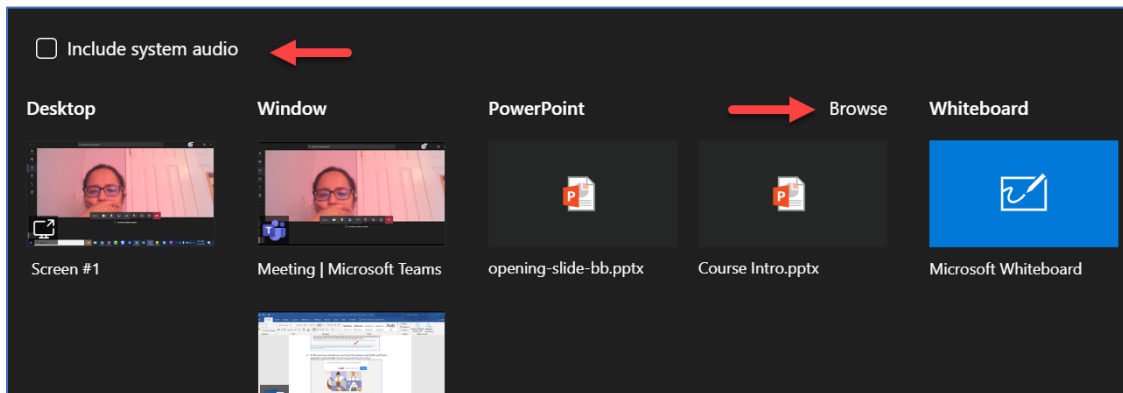 Include system audio
Desktop
Window
PowerPoint
Browse
Whiteboard
Screen #1
Meeting | Microsoft Teams
opening-slide-bb.pptx
Course Intro.pptx
Microsoft Whiteboard